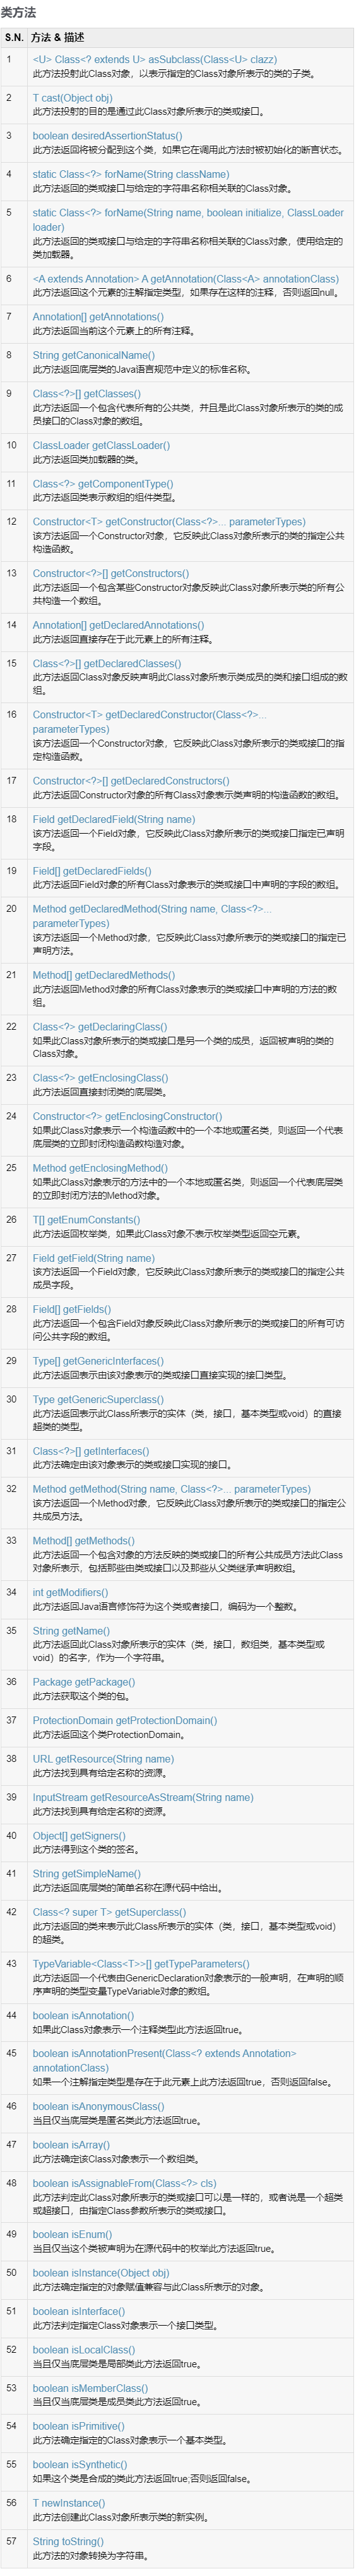 类方法
S.N. 方法 & 描述
1 <U> Class<? extends U> asSubclass(Class<U> clazz)
此方法投射此Class对象，以表示指定的Class对象所表示的类的子类。
2 T cast(Object obj)
此方法投射的目的是通过此Class对象所表示的类或接口。
3 boolean desiredAssertionStatus()
此方法返回将被分配到这个类，如果它在调用此方法时被初始化的断言状态。
4 static Class<?> forName(String className)
此方法返回的类或接口与给定的字符串名称相关联的Class对象。
5 static Class<?> forName(String name, boolean initialize, ClassLoader
loader)
此方法返回的类或接口与给定的字符串名称相关联的Class对象，使用给定的
类加载器。
6 <A extends Annotation> A getAnnotation(Class<A> annotationClass)
此方法返回这个元素的注解指定类型，如果存在这样的注释，否则返回null。
7 Annotation[] getAnnotations()
此方法返回当前这个元素上的所有注释。
8 String getCanonicalName()
此方法返回底层类的Java语言规范中定义的标准名称。
9 Class<?>[] getClasses()
此方法返回一个包含代表所有的公共类，并且是此Class对象所表示的类的成
员接口的Class对象的数组。
10 ClassLoader getClassLoader()
此方法返回类加载器的类。
11 Class<?> getComponentType()
此方法返回类表示数组的组件类型。
12 Constructor<T> getConstructor(Class<?>... parameterTypes)
该方法返回一个Constructor对象，它反映此Class对象所表示的类的指定公共
构造函数。
13 Constructor<?>[] getConstructors()
此方法返回一个包含某些Constructor对象反映此Class对象所表示类的所有公
共构造一个数组。
14 Annotation[] getDeclaredAnnotations()
此方法返回直接存在于此元素上的所有注释。
15 Class<?>[] getDeclaredClasses()
此方法返回Class对象反映声明此Class对象所表示类成员的类和接口组成的数
组。
16 Constructor<T> getDeclaredConstructor(Class<?>...
parameterTypes)
该方法返回一个Constructor对象，它反映此Class对象所表示的类或接口的指
定构造函数。
17 Constructor<?>[] getDeclaredConstructors()
此方法返回Constructor对象的所有Class对象表示类声明的构造函数的数组。
18 Field getDeclaredField(String name)
该方法返回一个Field对象，它反映此Class对象所表示的类或接口指定已声明
字段。
19 Field[] getDeclaredFields()
此方法返回Field对象的所有Class对象表示的类或接口中声明的字段的数组。
20 Method getDeclaredMethod(String name, Class<?>...
parameterTypes)
该方法返回一个Method对象，它反映此Class对象所表示的类或接口的指定已
声明方法。
21 Method[] getDeclaredMethods()
此方法返回Method对象的所有Class对象表示的类或接口中声明的方法的数
组。
22 Class<?> getDeclaringClass()
如果此Class对象所表示的类或接口是另一个类的成员，返回被声明的类的
Class对象。
23 Class<?> getEnclosingClass()
此方法返回直接封闭类的底层类。
24 Constructor<?> getEnclosingConstructor()
如果此Class对象表示一个构造函数中的一个本地或匿名类，则返回一个代表
底层类的立即封闭构造函数构造对象。
25 Method getEnclosingMethod()
如果此Class对象表示的方法中的一个本地或匿名类，则返回一个代表底层类
的立即封闭方法的Method对象。
26 T[] getEnumConstants()
此方法返回枚举类，如果此Class对象不表示枚举类型返回空元素。
27 Field getField(String name)
该方法返回一个Field对象，它反映此Class对象所表示的类或接口的指定公共
成员字段。
28 Field[] getFields()
此方法返回一个包含Field对象反映此Class对象所表示的类或接口的所有可访
问公共字段的数组。
29 Type[] getGenericInterfaces()
此方法返回表示由该对象表示的类或接口直接实现的接口类型。
30 Type getGenericSuperclass()
此方法返回表示此Class所表示的实体（类，接口，基本类型或void）的直接
超类的类型。
31 Class<?>[] getInterfaces()
此方法确定由该对象表示的类或接口实现的接口。
32 Method getMethod(String name, Class<?>... parameterTypes)
该方法返回一个Method对象，它反映此Class对象所表示的类或接口的指定公
共成员方法。
33 Method[] getMethods()
此方法返回一个包含对象的方法反映的类或接口的所有公共成员方法此Class
对象所表示，包括那些由类或接口以及那些从父类继承声明数组。
34 int getModifiers()
此方法返回Java语言修饰符为这个类或者接口，编码为一个整数。
35 String getName()
此方法返回此Class对象所表示的实体（类，接口，数组类，基本类型或
void）的名字，作为一个字符串。
36 Package getPackage()
此方法获取这个类的包。
37 ProtectionDomain getProtectionDomain()
此方法返回这个类ProtectionDomain。
38 URL getResource(String name)
此方法找到具有给定名称的资源。
39 InputStream getResourceAsStream(String name)
此方法找到具有给定名称的资源。
40 Object[] getSigners()
此方法得到这个类的签名。
41 String getSimpleName()
此方法返回底层类的简单名称在源代码中给出。
42 Class<? super T> getSuperclass()
此方法返回的类来表示此Class所表示的实体（类，接口，基本类型或void）
的超类。
43 TypeVariable<Class<T>>[] getTypeParameters()
此方法返回一个代表由GenericDeclaration对象表示的一般声明，在声明的顺
序声明的类型变量TypeVariable对象的数组。
44 boolean isAnnotation()
如果此Class对象表示一个注释类型此方法返回true。
45 boolean isAnnotationPresent(Class<? extends Annotation>
annotationClass)
如果一个注解指定类型是存在于此元素上此方法返回true，否则返回false。
46 boolean isAnonymousClass()
当且仅当底层类是匿名类此方法返回true。
47 boolean isArray()
此方法确定该Class对象表示一个数组类。
48 boolean isAssignableFrom(Class<?> cls)
此方法判定此Class对象所表示的类或接口可以是一样的，或者说是一个超类
或超接口，由指定Class参数所表示的类或接口。
49 boolean isEnum()
当且仅当这个类被声明为在源代码中的枚举此方法返回true。
50 boolean isInstance(Object obj)
此方法确定指定的对象赋值兼容与此Class所表示的对象。
51 boolean isInterface()
此方法判定指定Class对象表示一个接口类型。
52 boolean isLocalClass()
当且仅当底层类是局部类此方法返回true。
53 boolean isMemberClass()
当且仅当底层类是成员类此方法返回true。
54 boolean isPrimitive()
此方法确定指定的Class对象表示一个基本类型。
55 boolean isSynthetic()
如果这个类是合成的类此方法返回true;否则返回false。
56 T newInstance()
此方法创建此Class对象所表示类的新实例。
57 String toString()
此方法的对象转换为字符串。